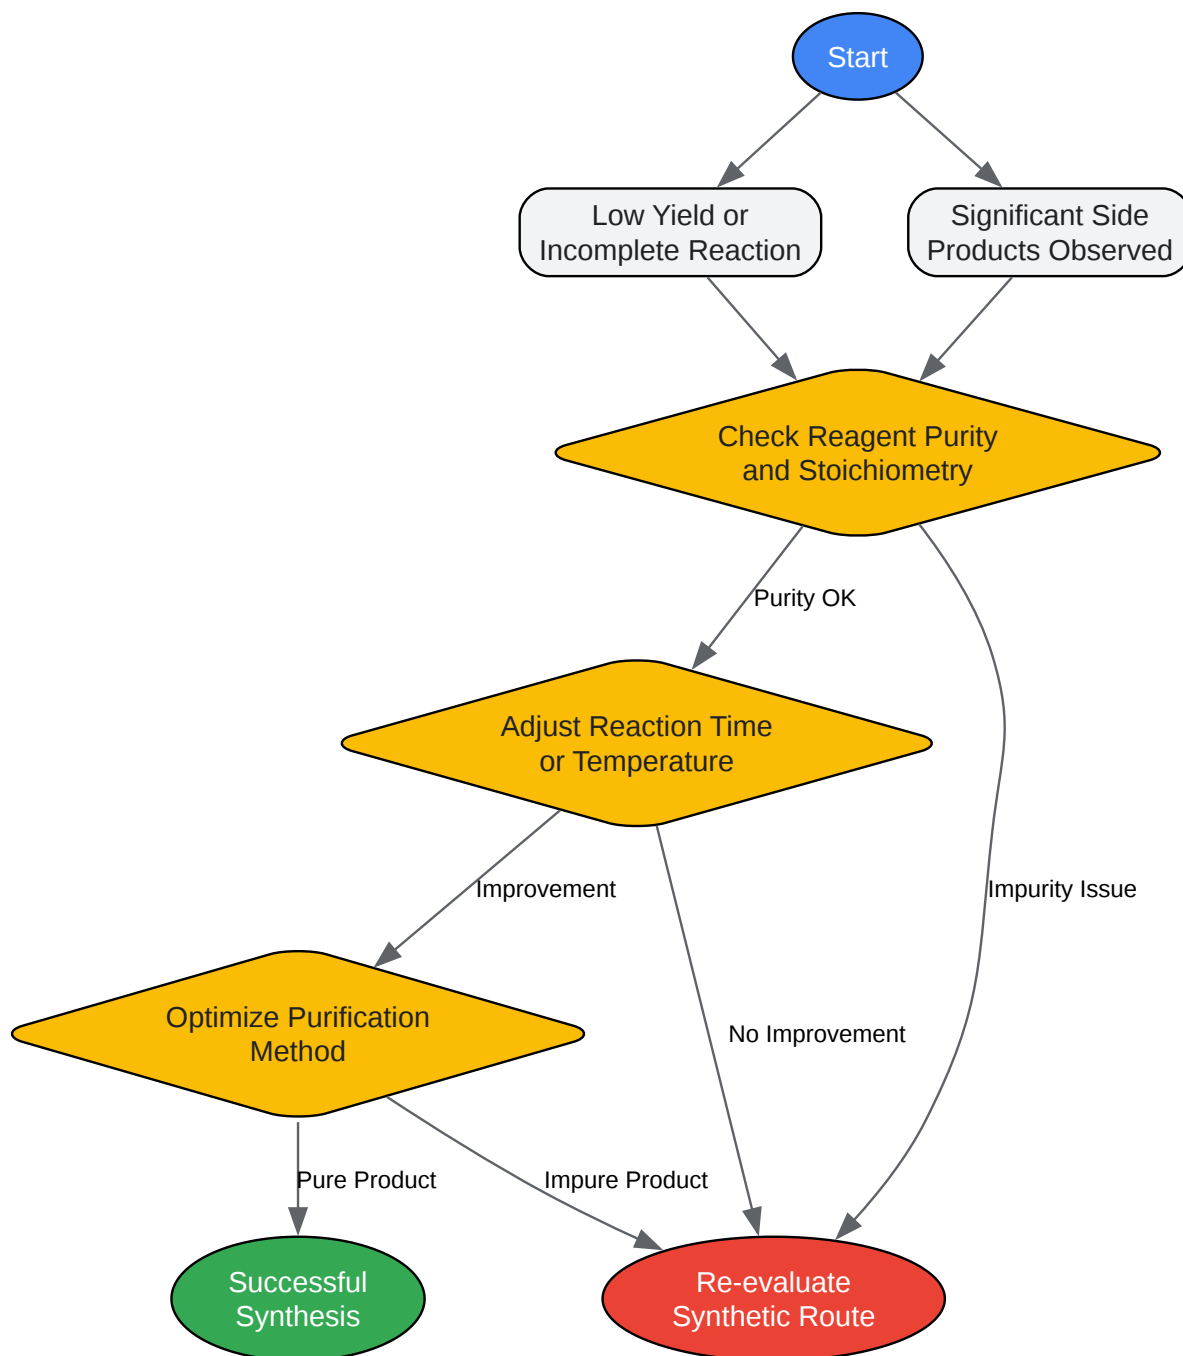 Start
Low Yield or
Incomplete Reaction
Significant Side
Products Observed
Check Reagent Purity
and Stoichiometry
Purity OK
Adjust Reaction Time
or Temperature
Improvement
Impurity Issue
Optimize Purification
Method
No Improvement
Pure Product
Impure Product
Successful
Synthesis
Re-evaluate
Synthetic Route